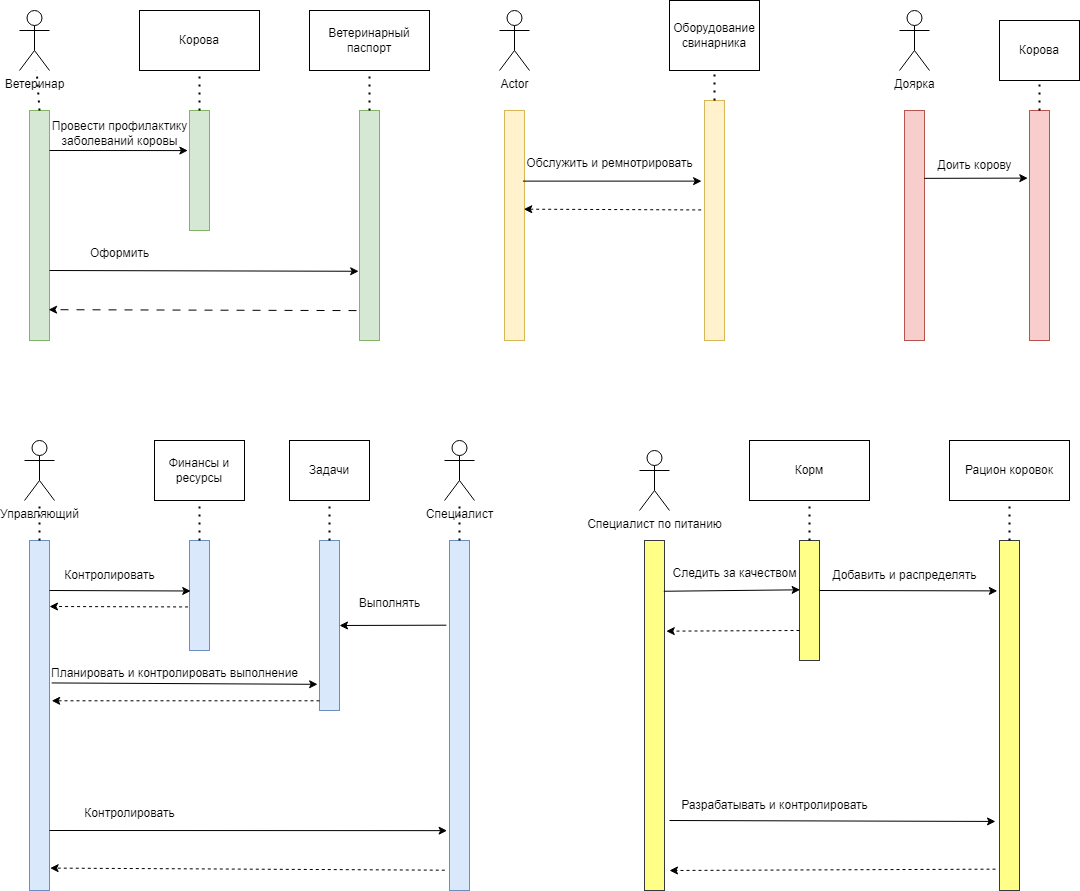 Ветеринар
Корова
Ветеринарный
паспорт
Провести профилактику
заболеваний коровы
Оформить
Actor
Оборудование
свинарника
Обслужить и ремнотрировать
Доярка
Корова
Доить корову
Управляющий
Финансы и
ресурсы
Задачи
Специалист
Контролировать
Выполнять
Планировать и контролировать выполнение
Контролировать
Специалист по питанию
Корм
Рацион коровок
Следить за качеством
Добавить и распределять
Разрабатывать и контролировать